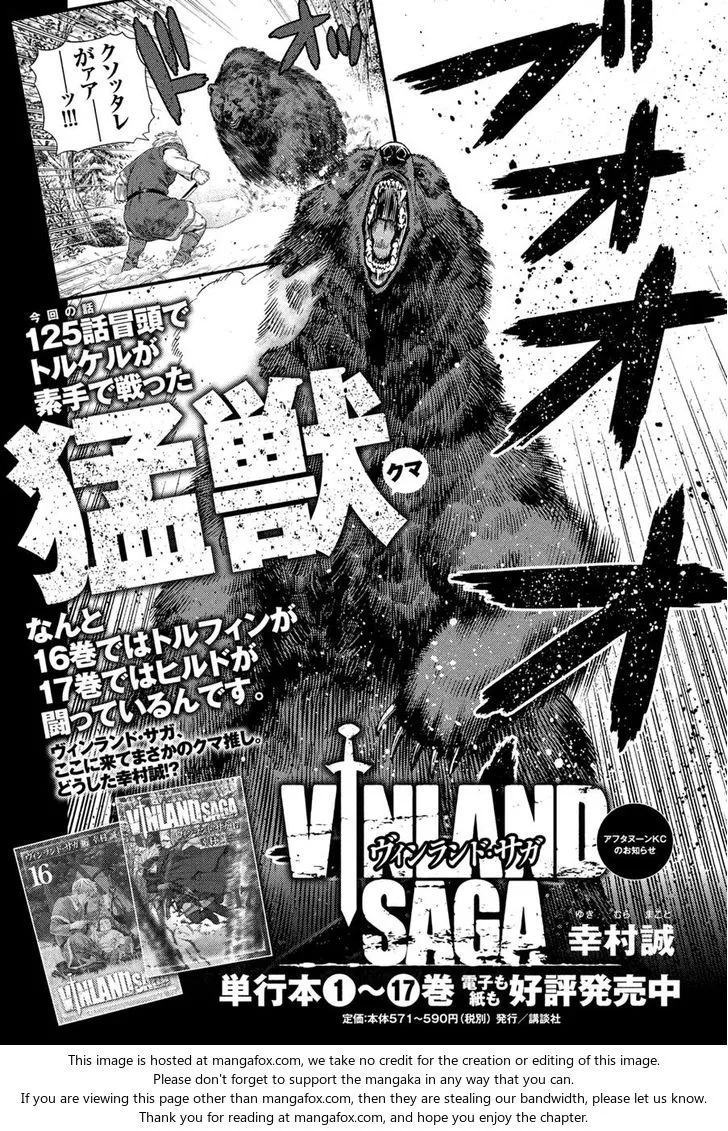 クソッタレ
がァアー
——ッ!!!
ドドォ
ブオオオオ
今回の話
125話冒頭で
トルケルが
素手で戦った
猛獣
クマ
なんと
16巻ではトルフィンが
17巻ではヒルドが
闘っているんです。
ヴィンランド・サガ、
ここに来てまさかのクマ推し。
どうした幸村誠!?
VINLAND SAGA
16
VINLAND SAGA
VINLAND
ヴィンランド・サガ
SAGA
アフタヌーンKC
のお知らせ
ゆき むら まこと
幸村誠
単行本①〜⑰巻 電子も紙も 好評発売中
定価:本体571〜590円(税別) 発行/講談社
This image is hosted at mangafox.com, we take no credit for the creation or editing of this image.
Please don't forget to support the mangaka in any way that you can.
If you are viewing this page other than mangafox.com, then they are stealing our bandwidth, please let us know.
Thank you for reading at mangafox.com, and hope you enjoy the chapter.